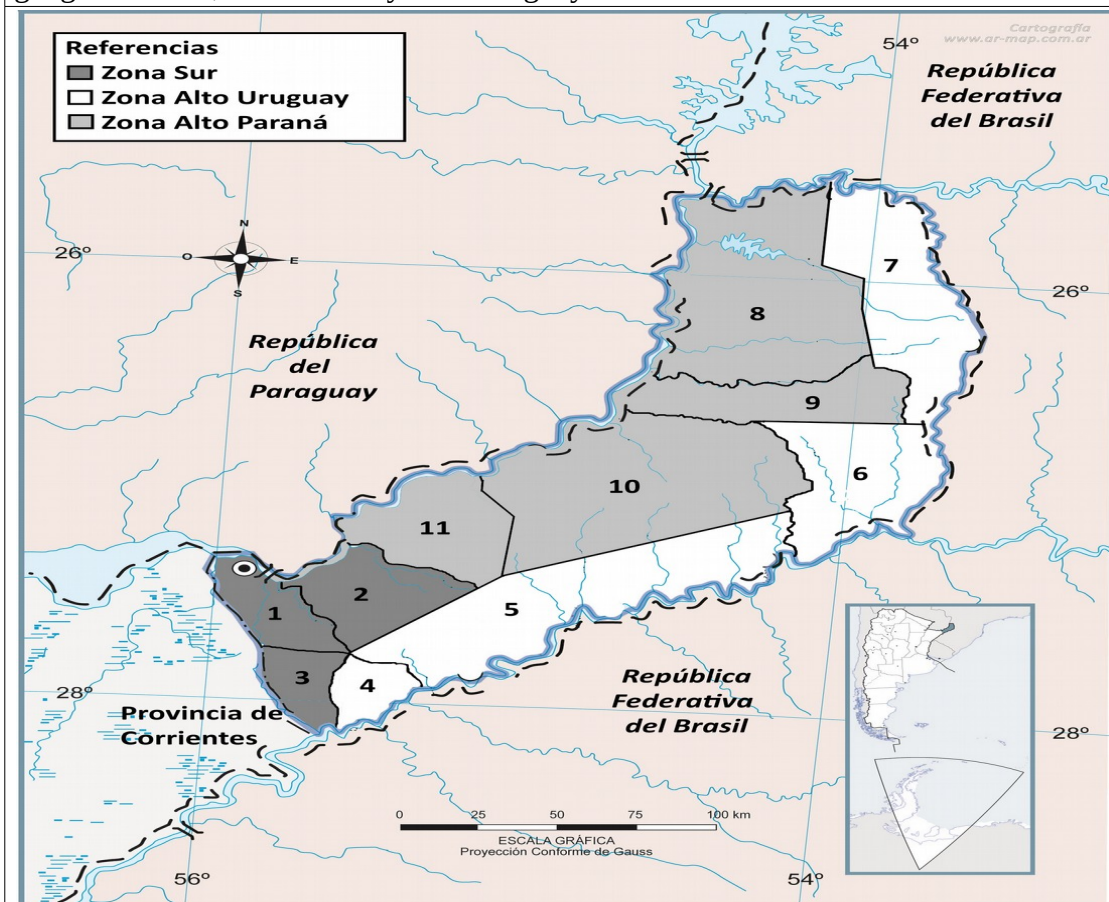 Cartografía
www.ar-map.com.ar
54°
Referencias
Zona Sur
Zona Alto Uruguay
Zona Alto Paraná
República
Federativa
del Brasil
N
O
E
S
26°
7
26°
8
República
del
Paraguay
9
6
10
11
2
5
1
3
4
28°
Provincia de
Corrientes
República
Federativa
del Brasil
28°
0 25 50 75 100 km
ESCALA GRÁFICA
Proyección Conforme de Gauss
56°
54°